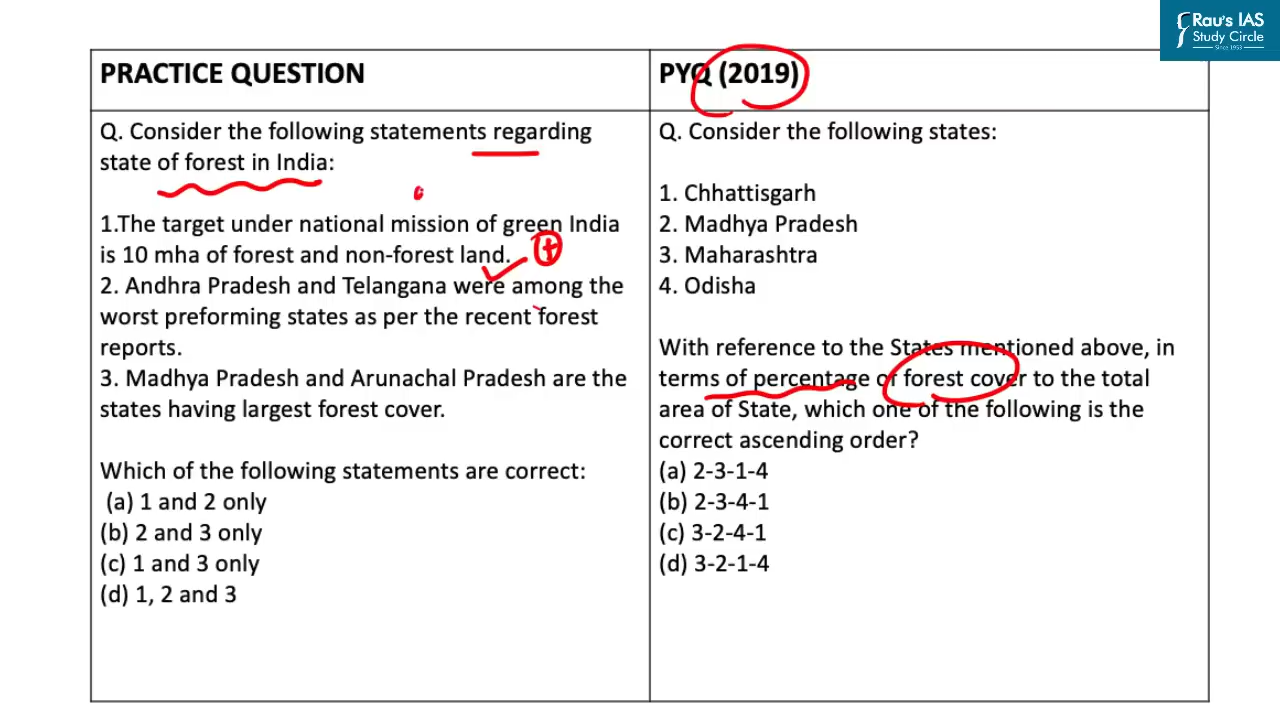 Rau's IAS
Study Circle
Since 1953
PRACTICE QUESTION
Q. Consider the following statements regarding
state of forest in India:
1.The target under national mission of green India
is 10 mha of forest and non-forest land.
2. Andhra Pradesh and Telangana were among the
worst preforming states as per the recent forest
reports.
3. Madhya Pradesh and Arunachal Pradesh are the
states having largest forest cover.
Which of the following statements are correct:
(a) 1 and 2 only
(b) 2 and 3 only
(c) 1 and 3 only
(d) 1, 2 and 3
PYQ (2019)
Q. Consider the following states:
1. Chhattisgarh
2. Madhya Pradesh
3. Maharashtra
4. Odisha
With reference to the States mentioned above, in
terms of percentage of forest cover to the total
area of State, which one of the following is the
correct ascending order?
(a) 2-3-1-4
(b) 2-3-4-1
(c) 3-2-4-1
(d) 3-2-1-4